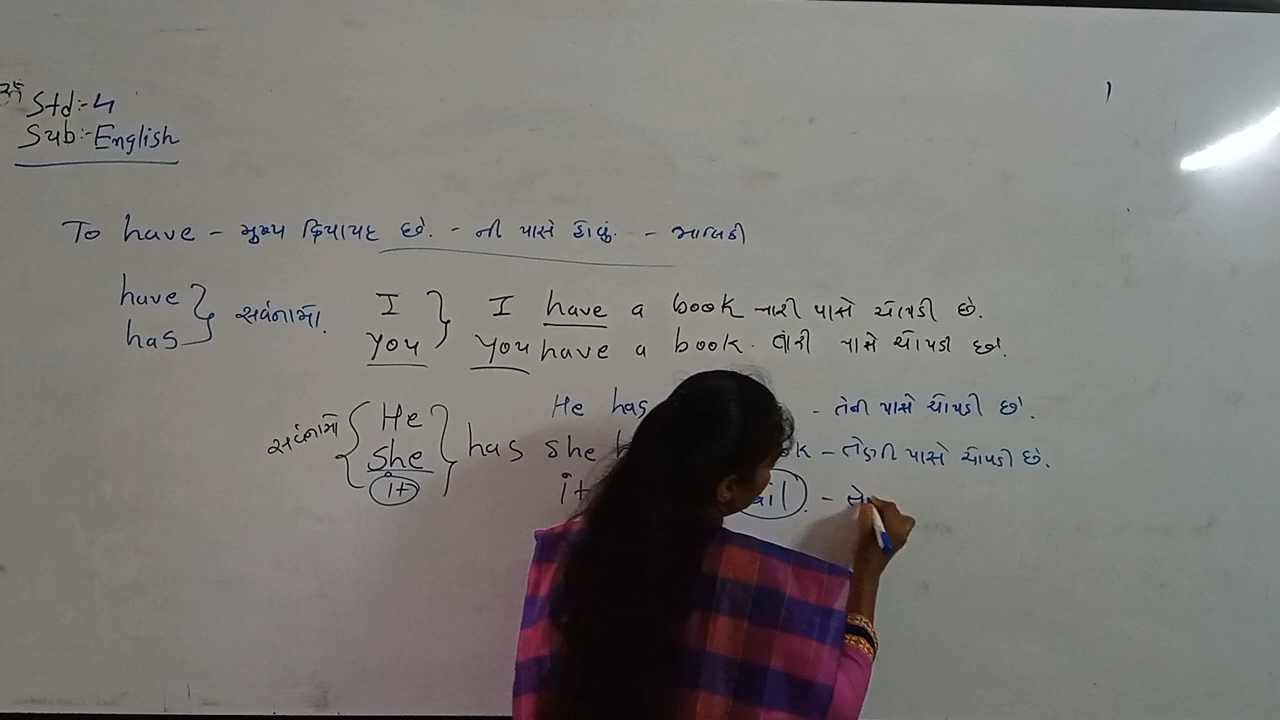 Std:- 4
Sub:- English
To have - મુખ્ય ક્રિયાપદ છે. - ની પાસે હોવું. - માલિકી
have } સર્વનામો. I } I have a book મારી પાસે ચોપડી છે.
has You You have a book. તારી પાસે ચોપડી છે.
He He has - તેની પાસે ચોપડી છે.
સર્વનામો { she } has she - તેણી પાસે ચોપડી છે.
it it -